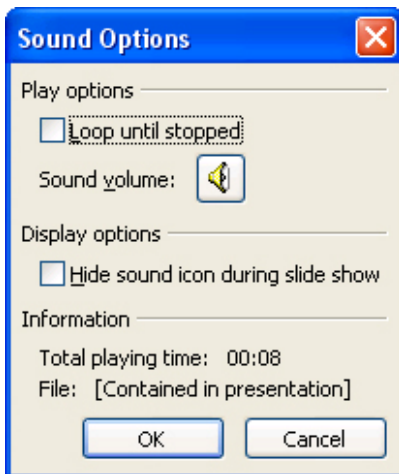 Sound Options
Play options
Loop until stopped
Sound volume:
Display options
Hide sound icon during slide show
Information
Total playing time: 00:08
File: [Contained in presentation]
OK Cancel